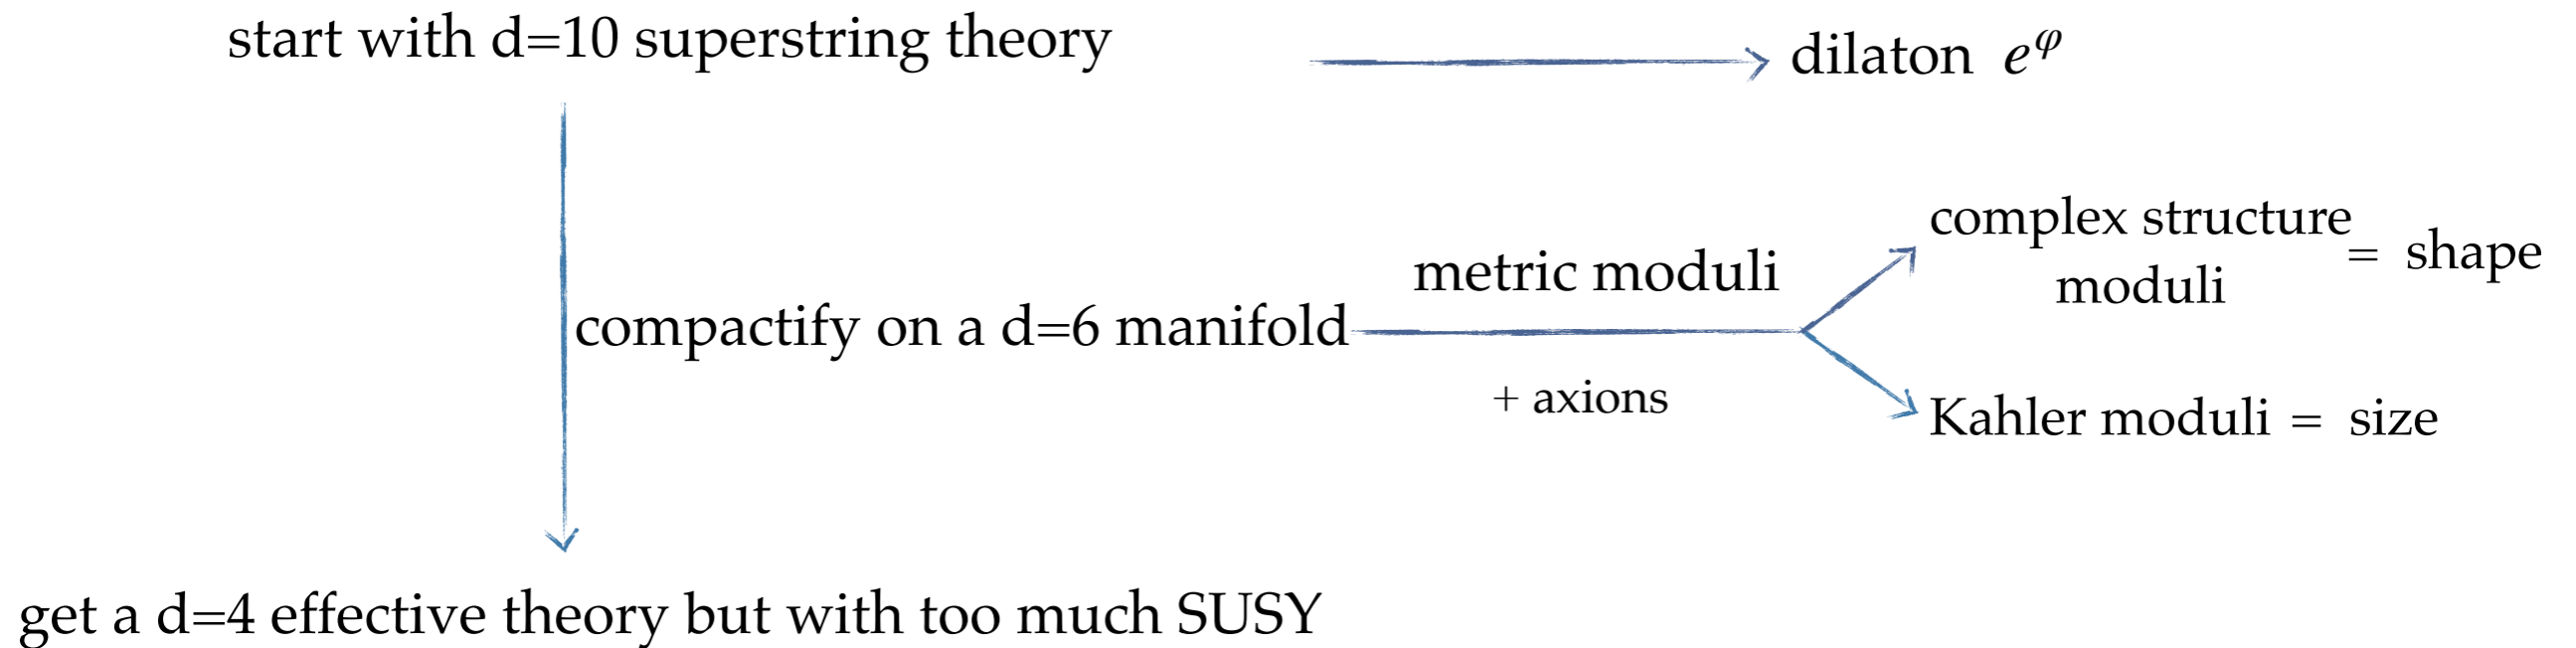 start with d=10 superstring theory
dilaton e^φ
complex structure
moduli
= shape
metric moduli
compactify on a d=6 manifold
+ axions
Kahler moduli = size
get a d=4 effective theory but with too much SUSY